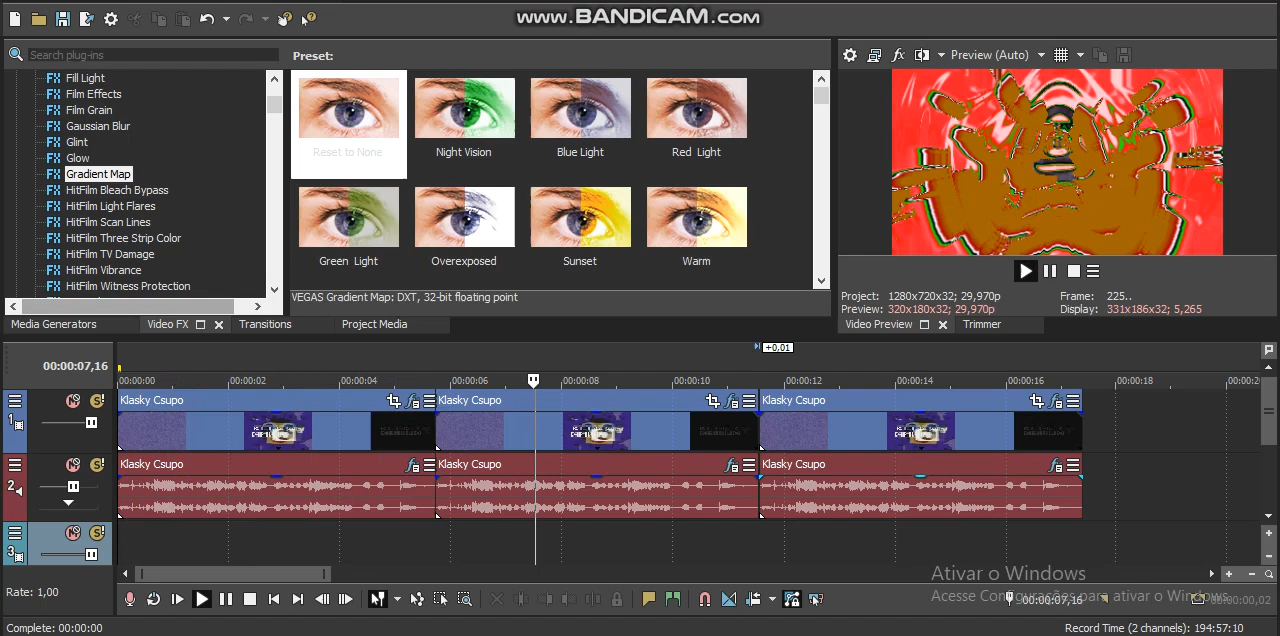 www.BANDICAM.com
Search plug-ins
Preset:
Preview (Auto)
Fill Light
Film Effects
Film Grain
Gaussian Blur
Glint
Glow
Gradient Map
HitFilm Bleach Bypass
HitFilm Light Flares
HitFilm Scan Lines
HitFilm Three Strip Color
HitFilm TV Damage
HitFilm Vibrance
HitFilm Witness Protection
Reset to None
Night Vision
Blue Light
Red Light
Green Light
Overexposed
Sunset
Warm
VEGAS Gradient Map: DXT, 32-bit floating point
Project: 1280x720x32; 29,970p
Frame: 225..
Preview: 320x180x32; 29,970p
Display: 331x186x32; 5,265
Media Generators
Video FX
Transitions
Project Media
Video Preview
Trimmer
+0.01
00:00:07,16
00:00:00
00:00:02
00:00:04
00:00:06
00:00:08
00:00:10
00:00:12
00:00:14
00:00:16
00:00:18
1
Klasky Csupo
Klasky Csupo
Klasky Csupo
2
Klasky Csupo
Klasky Csupo
Klasky Csupo
3
Ativar o Windows
Acesse Configurações para ativar o Windows.
Rate: 1,00
00:00:07,16
00:00:00,02
Complete: 00:00:00
Record Time (2 channels): 194:57:10